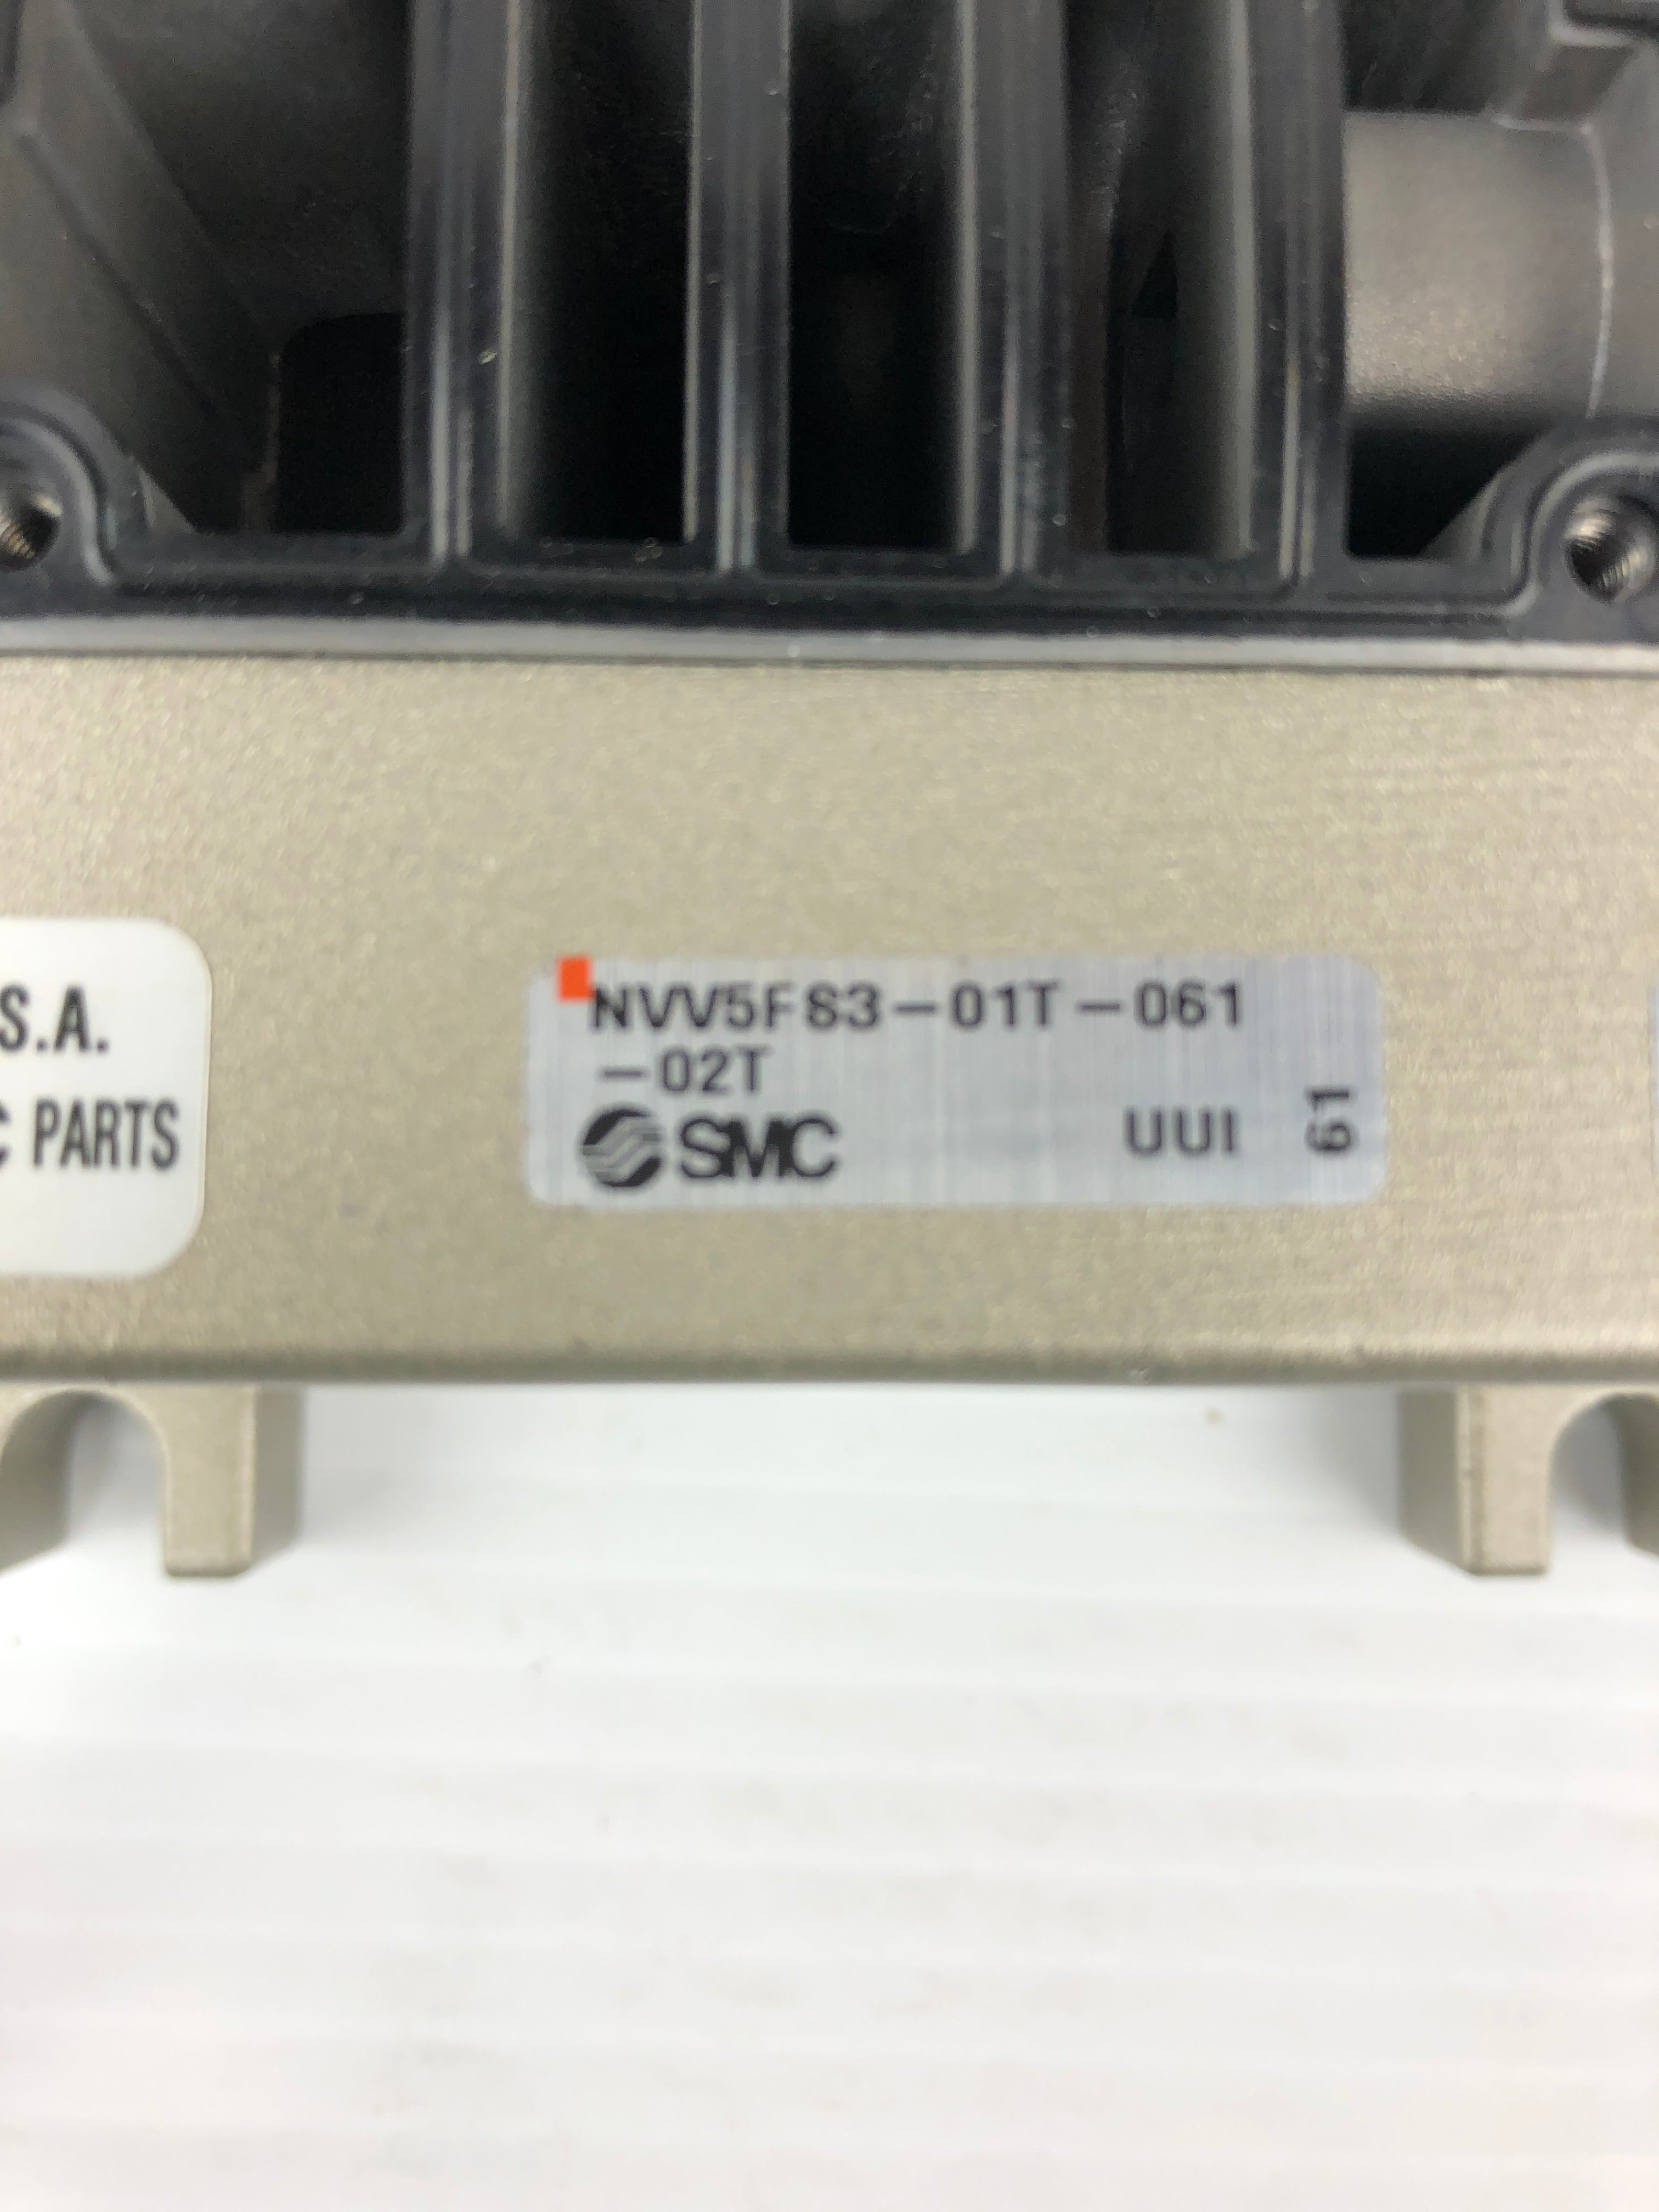 S.A.
C PARTS
NVV5FS3-01T-061
-02T
SMC UUI 61